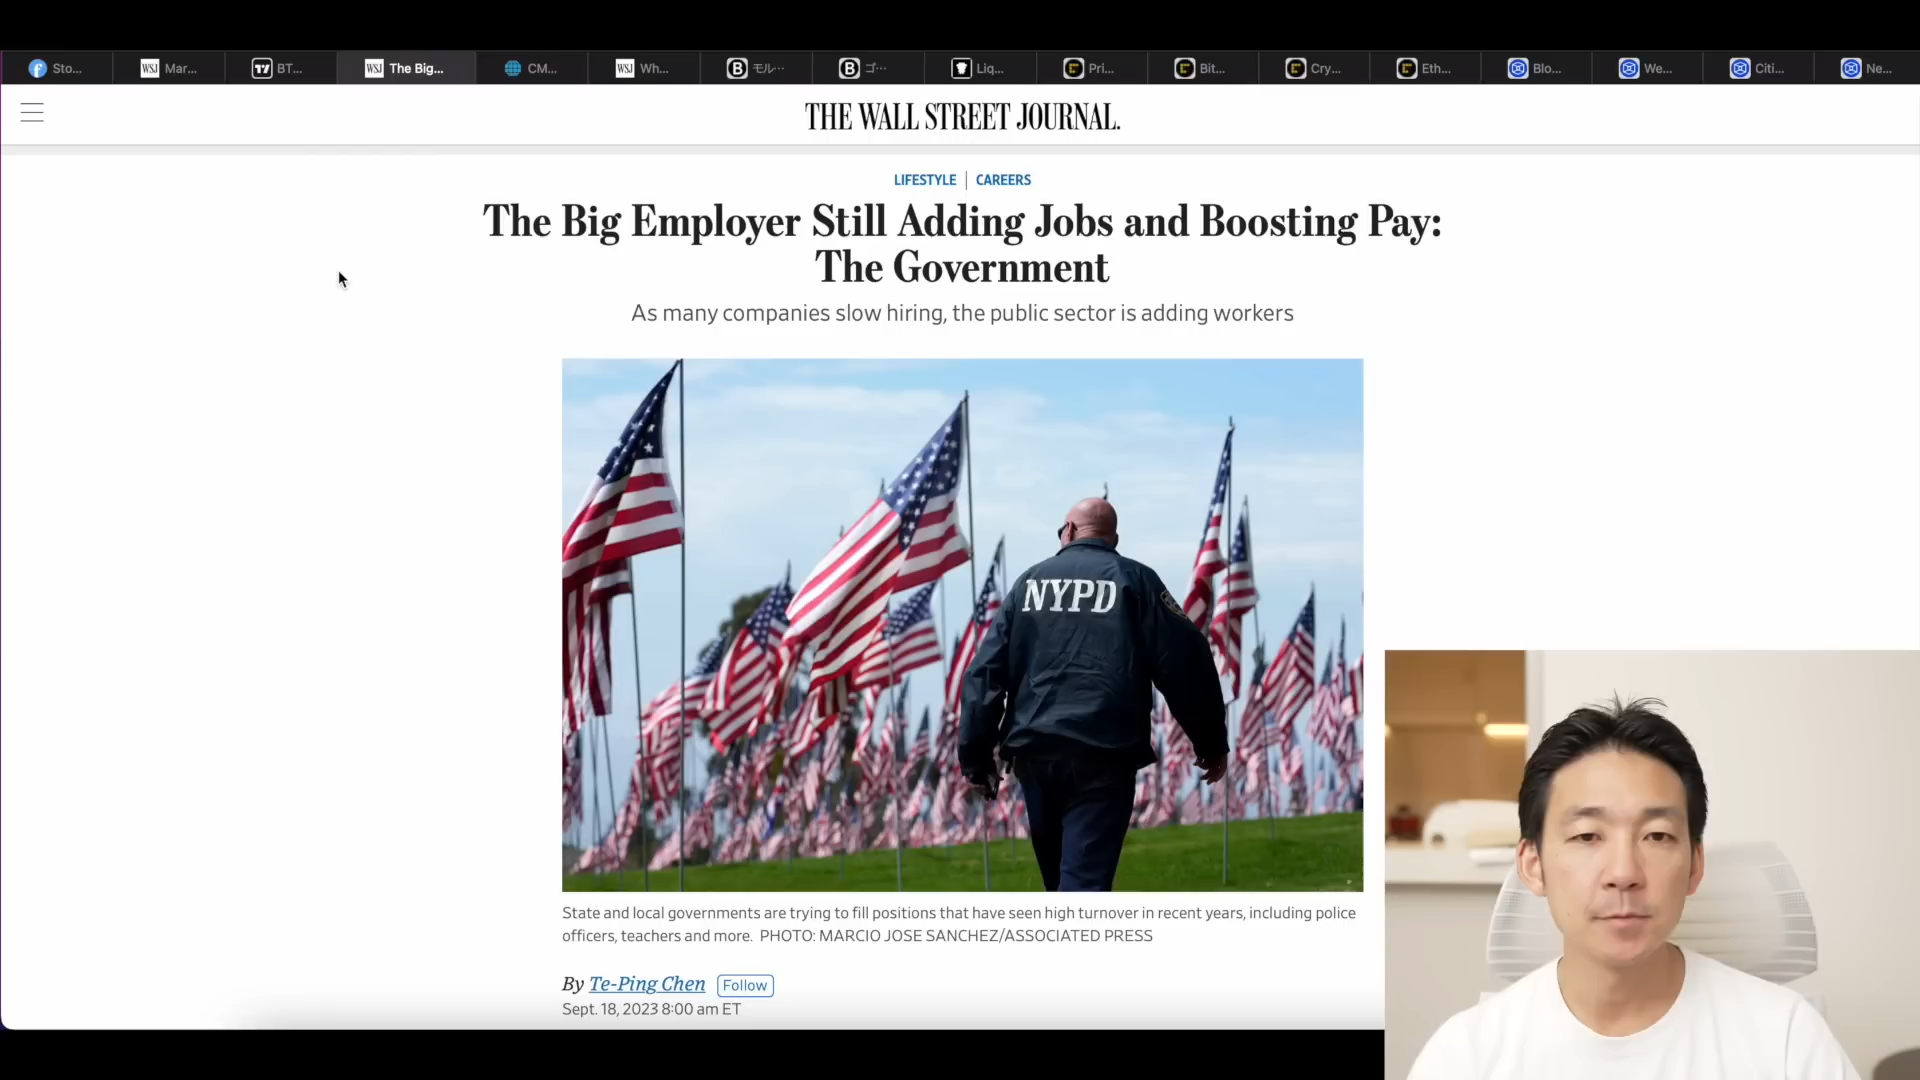 Sto...
Mar...
BT...
The Big...
CM...
Wh...
モル…
ゴ…
Liq...
Pri...
Bit...
Cry...
Eth...
Blo...
We...
Citi...
Ne...
THE WALL STREET JOURNAL.
LIFESTYLE | CAREERS
The Big Employer Still Adding Jobs and Boosting Pay:
The Government
As many companies slow hiring, the public sector is adding workers
NYPD
State and local governments are trying to fill positions that have seen high turnover in recent years, including police
officers, teachers and more. PHOTO: MARCIO JOSE SANCHEZ/ASSOCIATED PRESS
By Te-Ping Chen Follow
Sept. 18, 2023 8:00 am ET